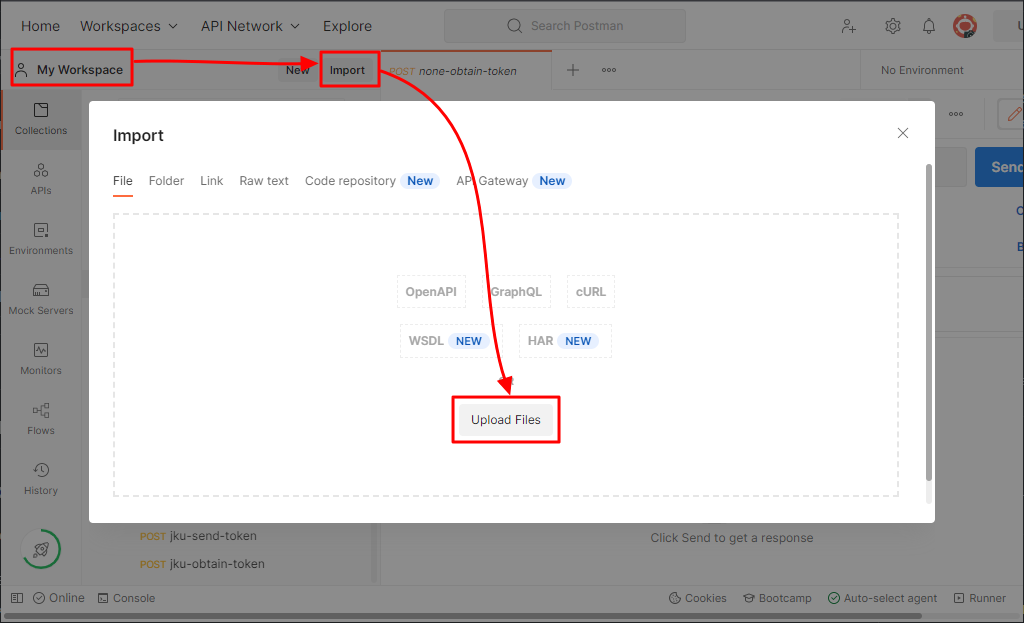 Home Workspaces API Network Explore Search Postman
My Workspace New Import POST none-obtain-token No Environment
Collections
APIs
Environments
Mock Servers
Monitors
Flows
History
Import
File Folder Link Raw text Code repository New API Gateway New
OpenAPI GraphQL cURL
WSDL NEW HAR NEW
Upload Files
Send
POST jku-send-token
POST jku-obtain-token
Click Send to get a response
Online Console Cookies Bootcamp Auto-select agent Runner